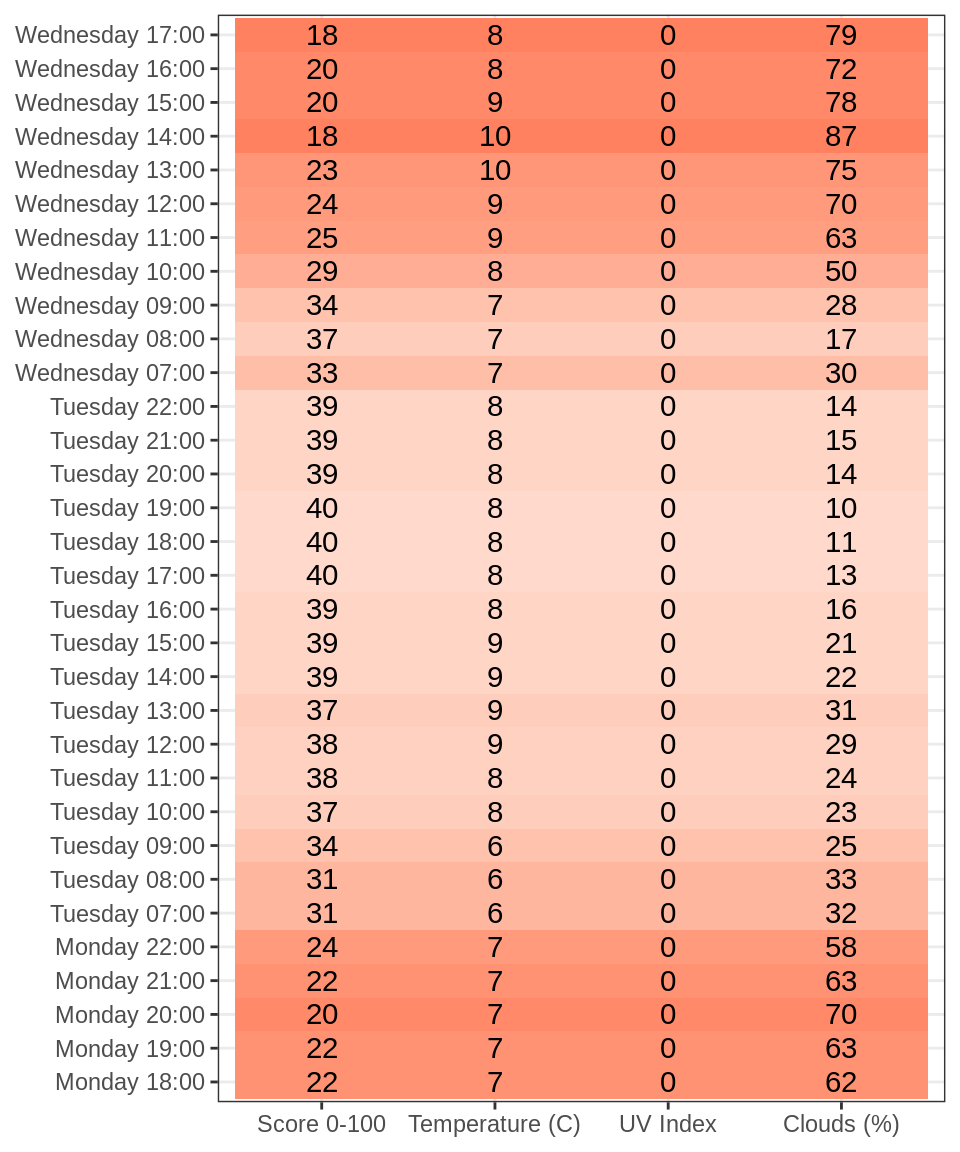 Wednesday 17:00 18 8 0 79
Wednesday 16:00 20 8 0 72
Wednesday 15:00 20 9 0 78
Wednesday 14:00 18 10 0 87
Wednesday 13:00 23 10 0 75
Wednesday 12:00 24 9 0 70
Wednesday 11:00 25 9 0 63
Wednesday 10:00 29 8 0 50
Wednesday 09:00 34 7 0 28
Wednesday 08:00 37 7 0 17
Wednesday 07:00 33 7 0 30
Tuesday 22:00 39 8 0 14
Tuesday 21:00 39 8 0 15
Tuesday 20:00 39 8 0 14
Tuesday 19:00 40 8 0 10
Tuesday 18:00 40 8 0 11
Tuesday 17:00 40 8 0 13
Tuesday 16:00 39 8 0 16
Tuesday 15:00 39 9 0 21
Tuesday 14:00 39 9 0 22
Tuesday 13:00 37 9 0 31
Tuesday 12:00 38 9 0 29
Tuesday 11:00 38 8 0 24
Tuesday 10:00 37 8 0 23
Tuesday 09:00 34 6 0 25
Tuesday 08:00 31 6 0 33
Tuesday 07:00 31 6 0 32
Monday 22:00 24 7 0 58
Monday 21:00 22 7 0 63
Monday 20:00 20 7 0 70
Monday 19:00 22 7 0 63
Monday 18:00 22 7 0 62
Score 0-100 Temperature (C) UV Index Clouds (%)